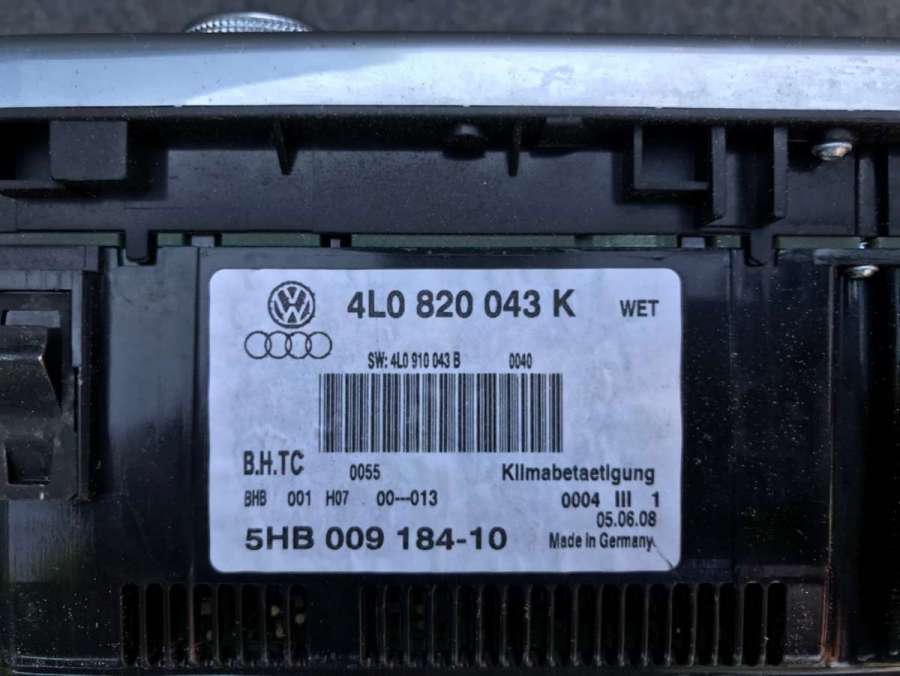 4L0 820 043 K WET
SW: 4L0 910 043 B 0040
B.H.TC 0055 Klimabetaetigung
BHB 001 H07 00---013 0004 III 1
05.06.08
5HB 009 184-10 Made in Germany